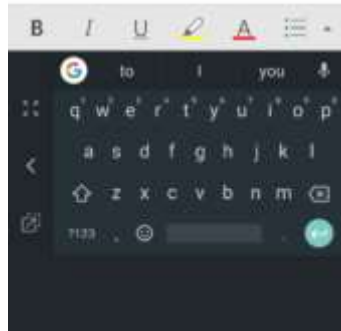 B I U A
G to I you
q w e r t y u i o p
a s d f g h j k l
z x c v b n m
?123 , .